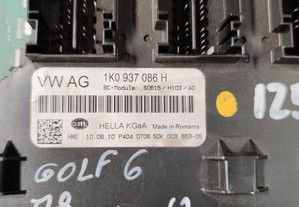 VW AG 1K0 937 086 H
BC-Module S0616 / H103 / AC
HELLA KGaA Made in Romania
HRE 10.06.10 P404 0706 5DK 009 853-06
125
GOLF 6